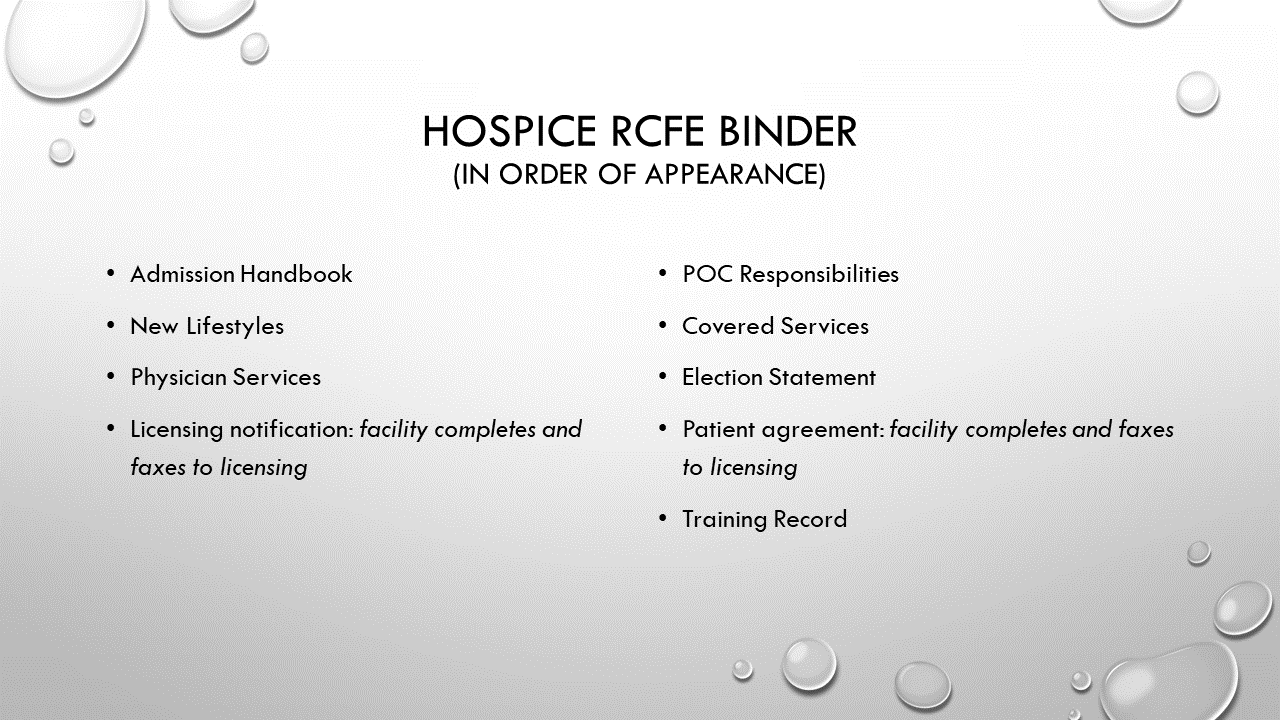 HOSPICE RCFE BINDER
(IN ORDER OF APPEARANCE)
• Admission Handbook
• New Lifestyles
• Physician Services
• Licensing notification: facility completes and
faxes to licensing
• POC Responsibilities
• Covered Services
• Election Statement
• Patient agreement: facility completes and faxes
to licensing
• Training Record